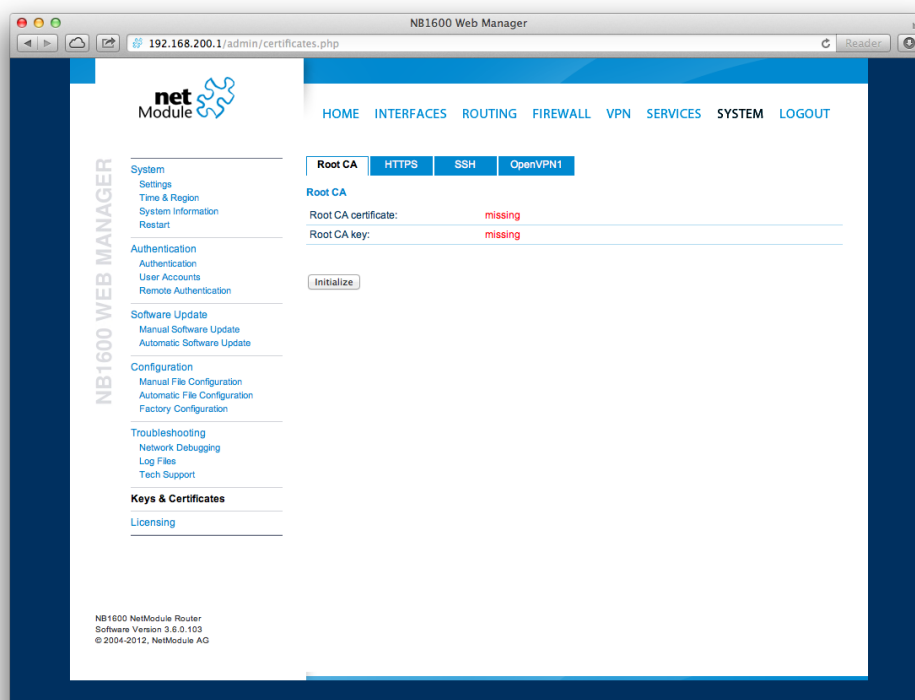 NB1600 Web Manager
192.168.200.1/admin/certificates.php
Reader
net
Module
HOME INTERFACES ROUTING FIREWALL VPN SERVICES SYSTEM LOGOUT
NB1600 WEB MANAGER
System
Settings
Time & Region
System Information
Restart
Authentication
Authentication
User Accounts
Remote Authentication
Software Update
Manual Software Update
Automatic Software Update
Configuration
Manual File Configuration
Automatic File Configuration
Factory Configuration
Troubleshooting
Network Debugging
Log Files
Tech Support
Keys & Certificates
Licensing
Root CA HTTPS SSH OpenVPN1
Root CA
Root CA certificate: missing
Root CA key: missing
Initialize
NB1600 NetModule Router
Software Version 3.6.0.103
© 2004-2012, NetModule AG